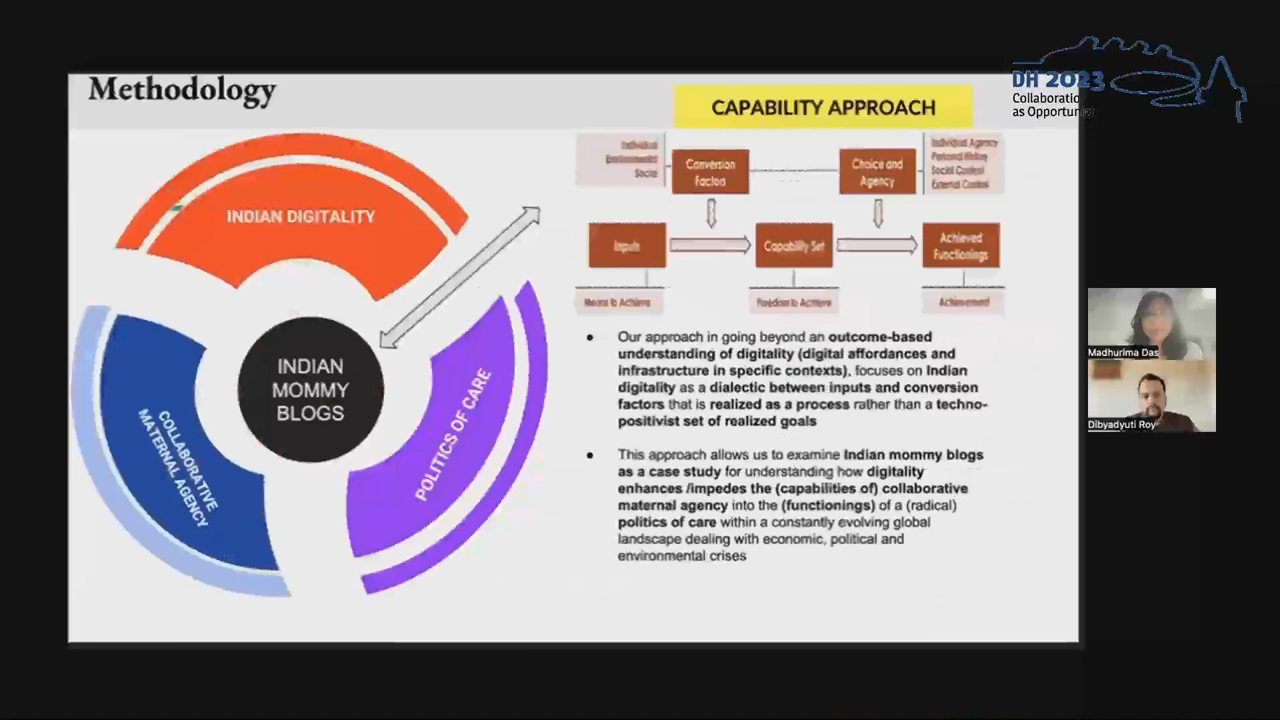 Methodology
DH 2023
Collaboratio
as Opportunit
CAPABILITY APPROACH
Individual
Environmental
Social
Conversion
Factors
Choice and
Agency
Individual Agency
Personal History
Social Context
External Context
Inputs
Capability Set
Achieved
Functionings
Means to Achieve
Freedom to Achieve
Achievement
INDIAN DIGITALITY
INDIAN
MOMMY
BLOGS
COLLABORATIVE
MATERNAL AGENCY
POLITICS OF CARE
• Our approach in going beyond an outcome-based
understanding of digitality (digital affordances and
infrastructure in specific contexts), focuses on Indian
digitality as a dialectic between inputs and conversion
factors that is realized as a process rather than a techno-
positivist set of realized goals
• This approach allows us to examine Indian mommy blogs
as a case study for understanding how digitality
enhances /impedes the (capabilities of) collaborative
maternal agency into the (functionings) of a (radical)
politics of care within a constantly evolving global
landscape dealing with economic, political and
environmental crises
Madhurima Das
Dibyadyuti Roy